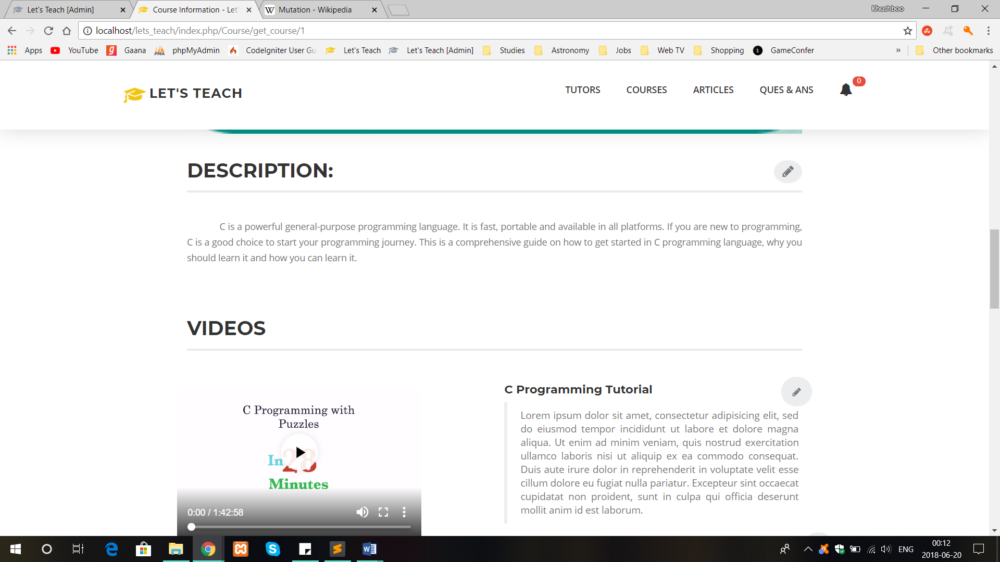 Let's Teach [Admin]
Course Information - Let'
W Mutation - Wikipedia
Khushboo
localhost/lets_teach/index.php/Course/get_course/1
Apps YouTube Gaana phpMyAdmin CodeIgniter User Gu Let's Teach Let's Teach [Admin] Studies Astronomy Jobs Web TV Shopping GameConfer » Other bookmarks
LET'S TEACH
TUTORS COURSES ARTICLES QUES & ANS 0
DESCRIPTION:
C is a powerful general-purpose programming language. It is fast, portable and available in all platforms. If you are new to programming,
C is a good choice to start your programming journey. This is a comprehensive guide on how to get started in C programming language, why you
should learn it and how you can learn it.
VIDEOS
C Programming with
Puzzles
In 28
Minutes
0:00 / 1:42:58
C Programming Tutorial
Lorem ipsum dolor sit amet, consectetur adipisicing elit, sed
do eiusmod tempor incididunt ut labore et dolore magna
aliqua. Ut enim ad minim veniam, quis nostrud exercitation
ullamco laboris nisi ut aliquip ex ea commodo consequat.
Duis aute irure dolor in reprehenderit in voluptate velit esse
cillum dolore eu fugiat nulla pariatur. Excepteur sint occaecat
cupidatat non proident, sunt in culpa qui officia deserunt
mollit anim id est laborum.
ENG
00:12
2018-06-20